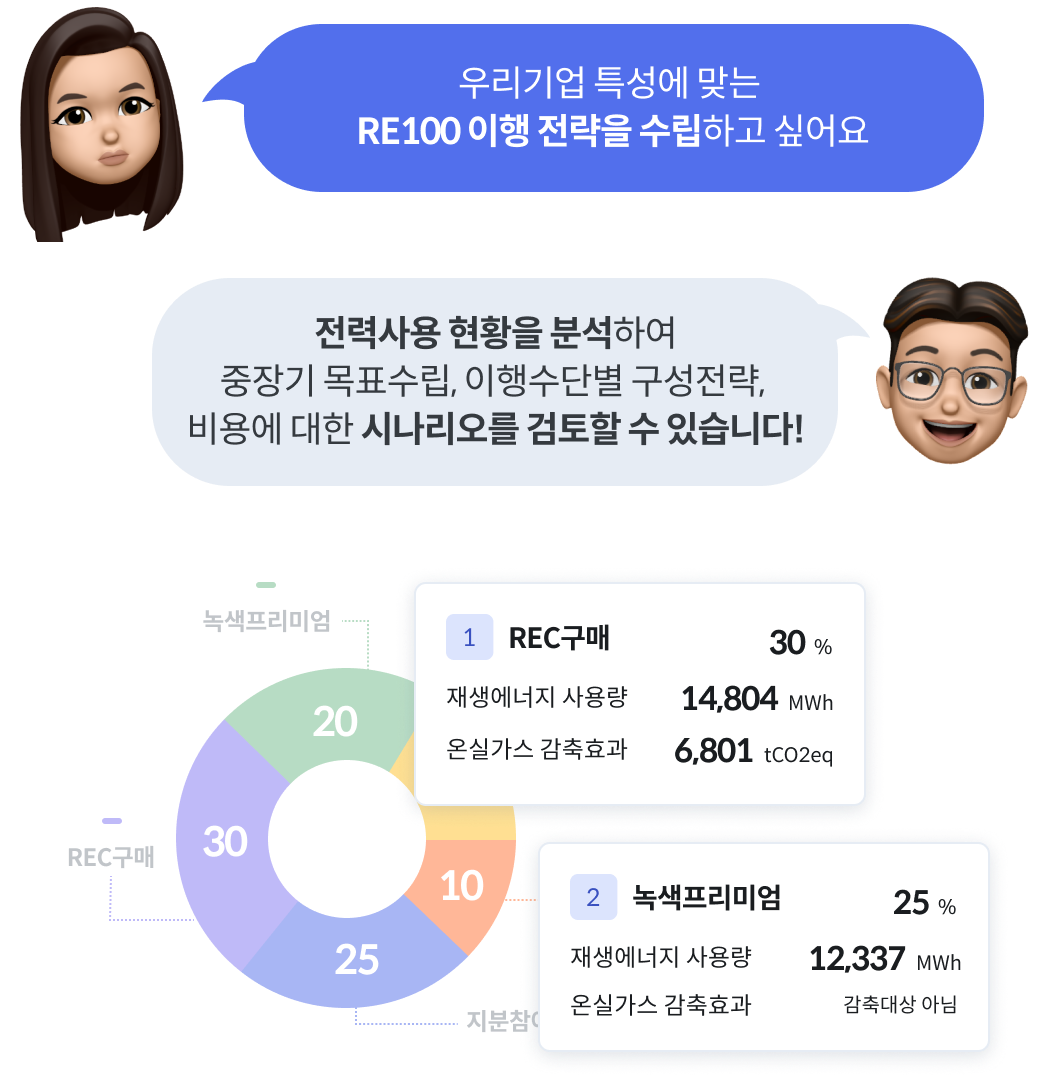 우리기업 특성에 맞는
RE100 이행 전략을 수립하고 싶어요
전력사용 현황을 분석하여
중장기 목표수립, 이행수단별 구성전략,
비용에 대한 시나리오를 검토할 수 있습니다!
녹색프리미엄
20
30
REC구매
10
25
지분참
1 REC구매 30 %
재생에너지 사용량 14,804 MWh
온실가스 감축효과 6,801 tCO2eq
2 녹색프리미엄 25 %
재생에너지 사용량 12,337 MWh
온실가스 감축효과 감축대상 아님